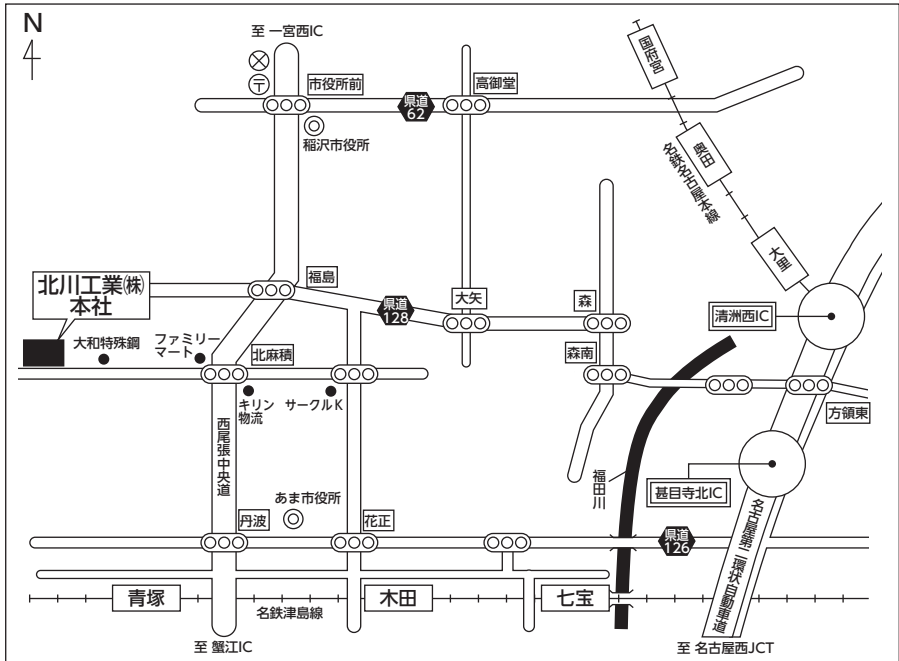 N
至 一宮西IC
国府宮
〒
市役所前
高御堂
県道
62
稲沢市役所
奥田
名鉄名古屋本線
大里
北川工業㈱
本社
福島
県道
128
大矢
森
清洲西IC
大和特殊鋼
ファミリー
マート
北麻積
森南
キリン
物流
サークルK
方領東
西尾張中央道
福田川
甚目寺北IC
あま市役所
丹波
花正
県道
126
名古屋第二環状自動車道
青塚
名鉄津島線
木田
七宝
至 蟹江IC
至 名古屋西JCT